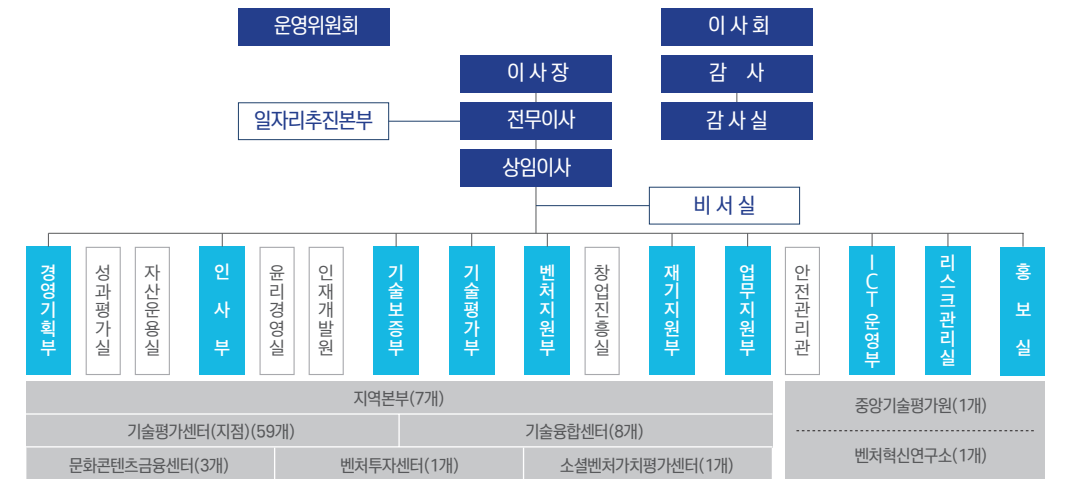 운영위원회
이 사 회
이 사 장
감 사
일자리추진본부
전무이사
감 사 실
상임이사
비 서 실
경영기획부
성과평가실
자산운용실
인 사 부
윤리경영실
인재개발원
기술보증부
기술평가부
벤처지원부
창업진흥실
재기지원부
업무지원부
안전관리관
ICT운영부
리스크관리실
홍 보 실
지역본부(7개)
기술평가센터(지점)(59개)
기술융합센터(8개)
문화콘텐츠금융센터(3개)
벤처투자센터(1개)
소셜벤처가치평가센터(1개)
중앙기술평가원(1개)
벤처혁신연구소(1개)